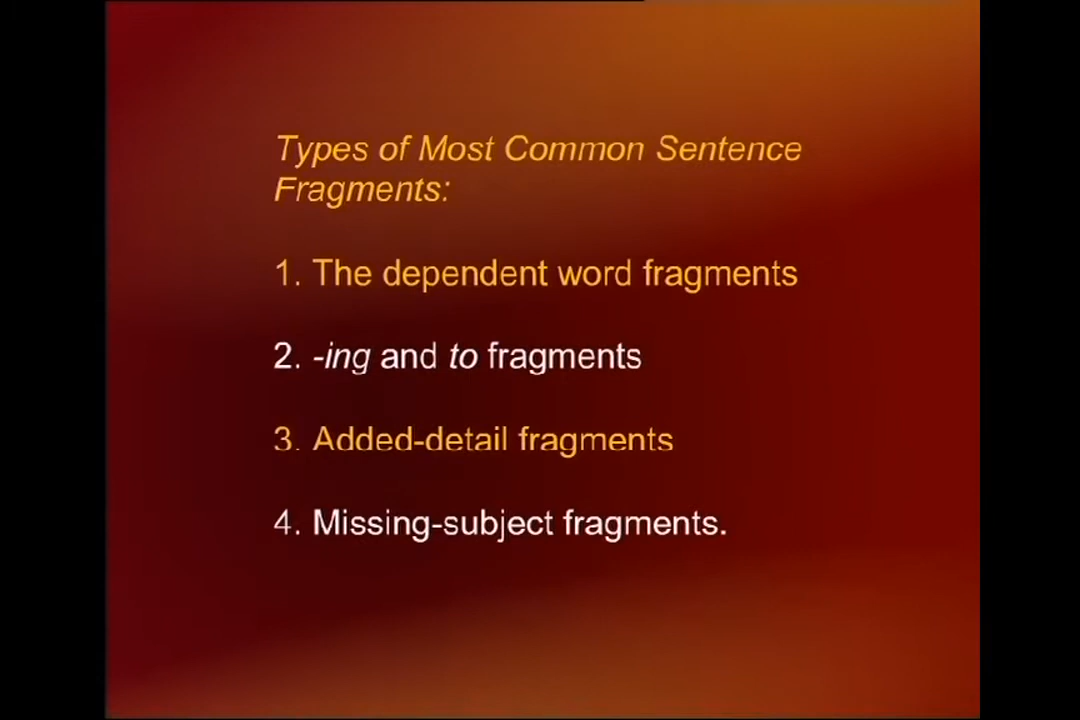 Types of Most Common Sentence
Fragments:
1. The dependent word fragments
2. -ing and to fragments
3. Added-detail fragments
4. Missing-subject fragments.